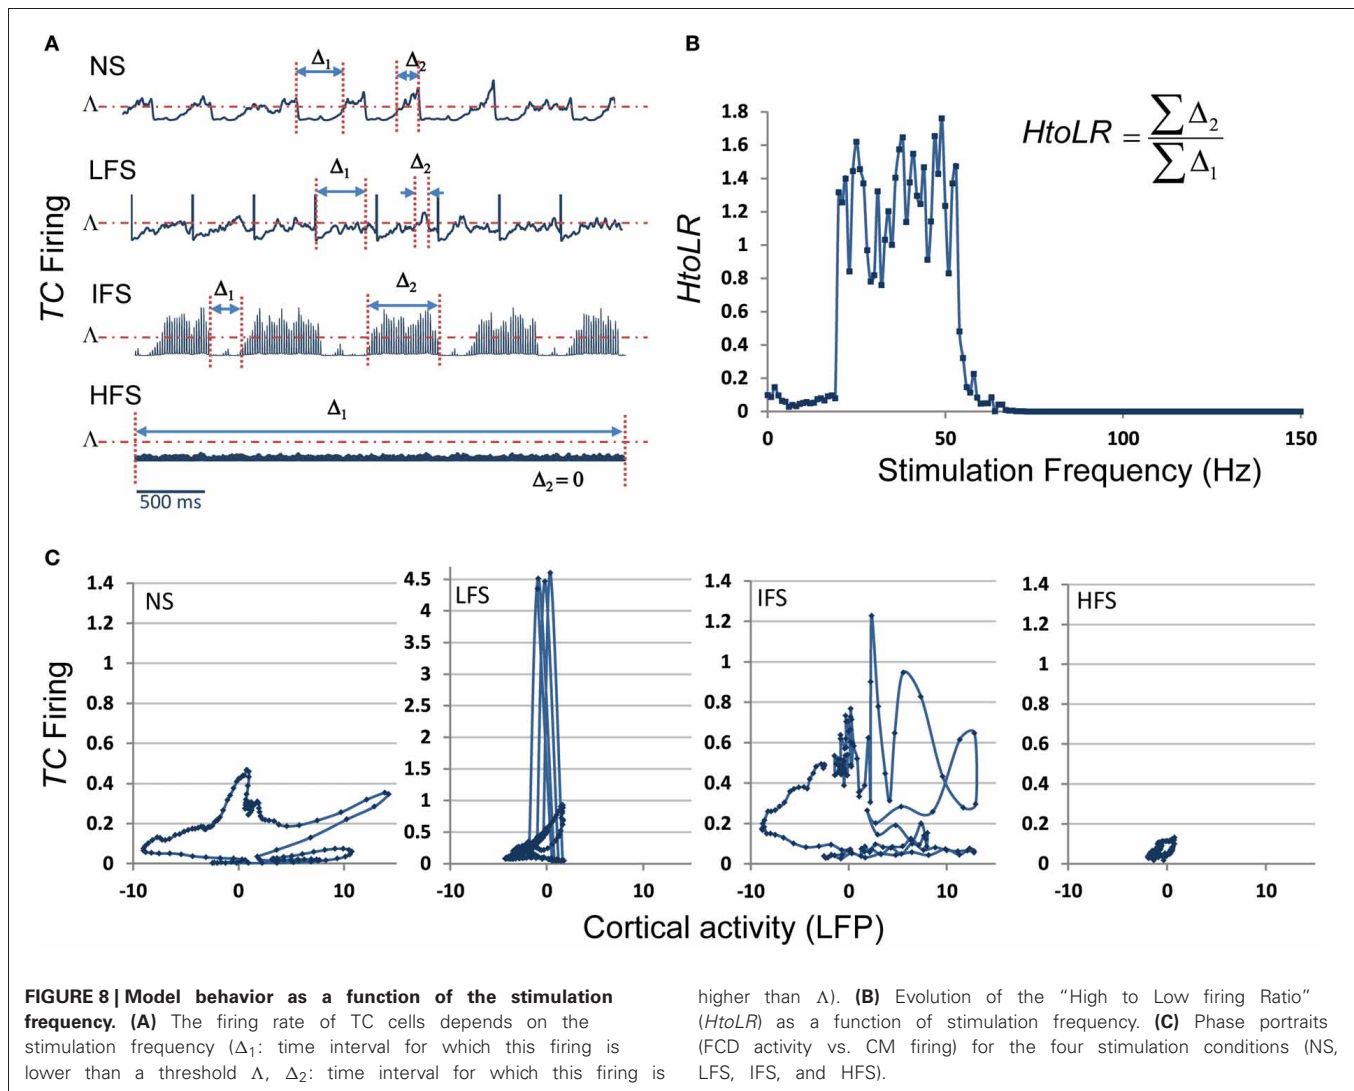 A
NS
Δ1
Δ2
Λ
LFS
Δ1
Δ2
Λ
IFS
Δ1
Δ2
Λ
HFS
Δ1
Λ
Δ2 = 0
500 ms
TC Firing
B
HtoLR = ∑ Δ2 / ∑ Δ1
1.8
1.6
1.4
1.2
1
0.8
0.6
0.4
0.2
0
HtoLR
0 50 100 150
Stimulation Frequency (Hz)
C
TC Firing
NS
1.4
1.2
1
0.8
0.6
0.4
0.2
0
-10 0 10
LFS
4.5
4
3.5
3
2.5
2
1.5
1
0.5
0
-10 0 10
IFS
1.4
1.2
1
0.8
0.6
0.4
0.2
0
-10 0 10
HFS
1.4
1.2
1
0.8
0.6
0.4
0.2
0
-10 0 10
Cortical activity (LFP)
FIGURE 8 | Model behavior as a function of the stimulation
frequency. (A) The firing rate of TC cells depends on the
stimulation frequency (Δ1: time interval for which this firing is
lower than a threshold Λ, Δ2: time interval for which this firing is
higher than Λ). (B) Evolution of the “High to Low firing Ratio”
(HtoLR) as a function of stimulation frequency. (C) Phase portraits
(FCD activity vs. CM firing) for the four stimulation conditions (NS,
LFS, IFS, and HFS).